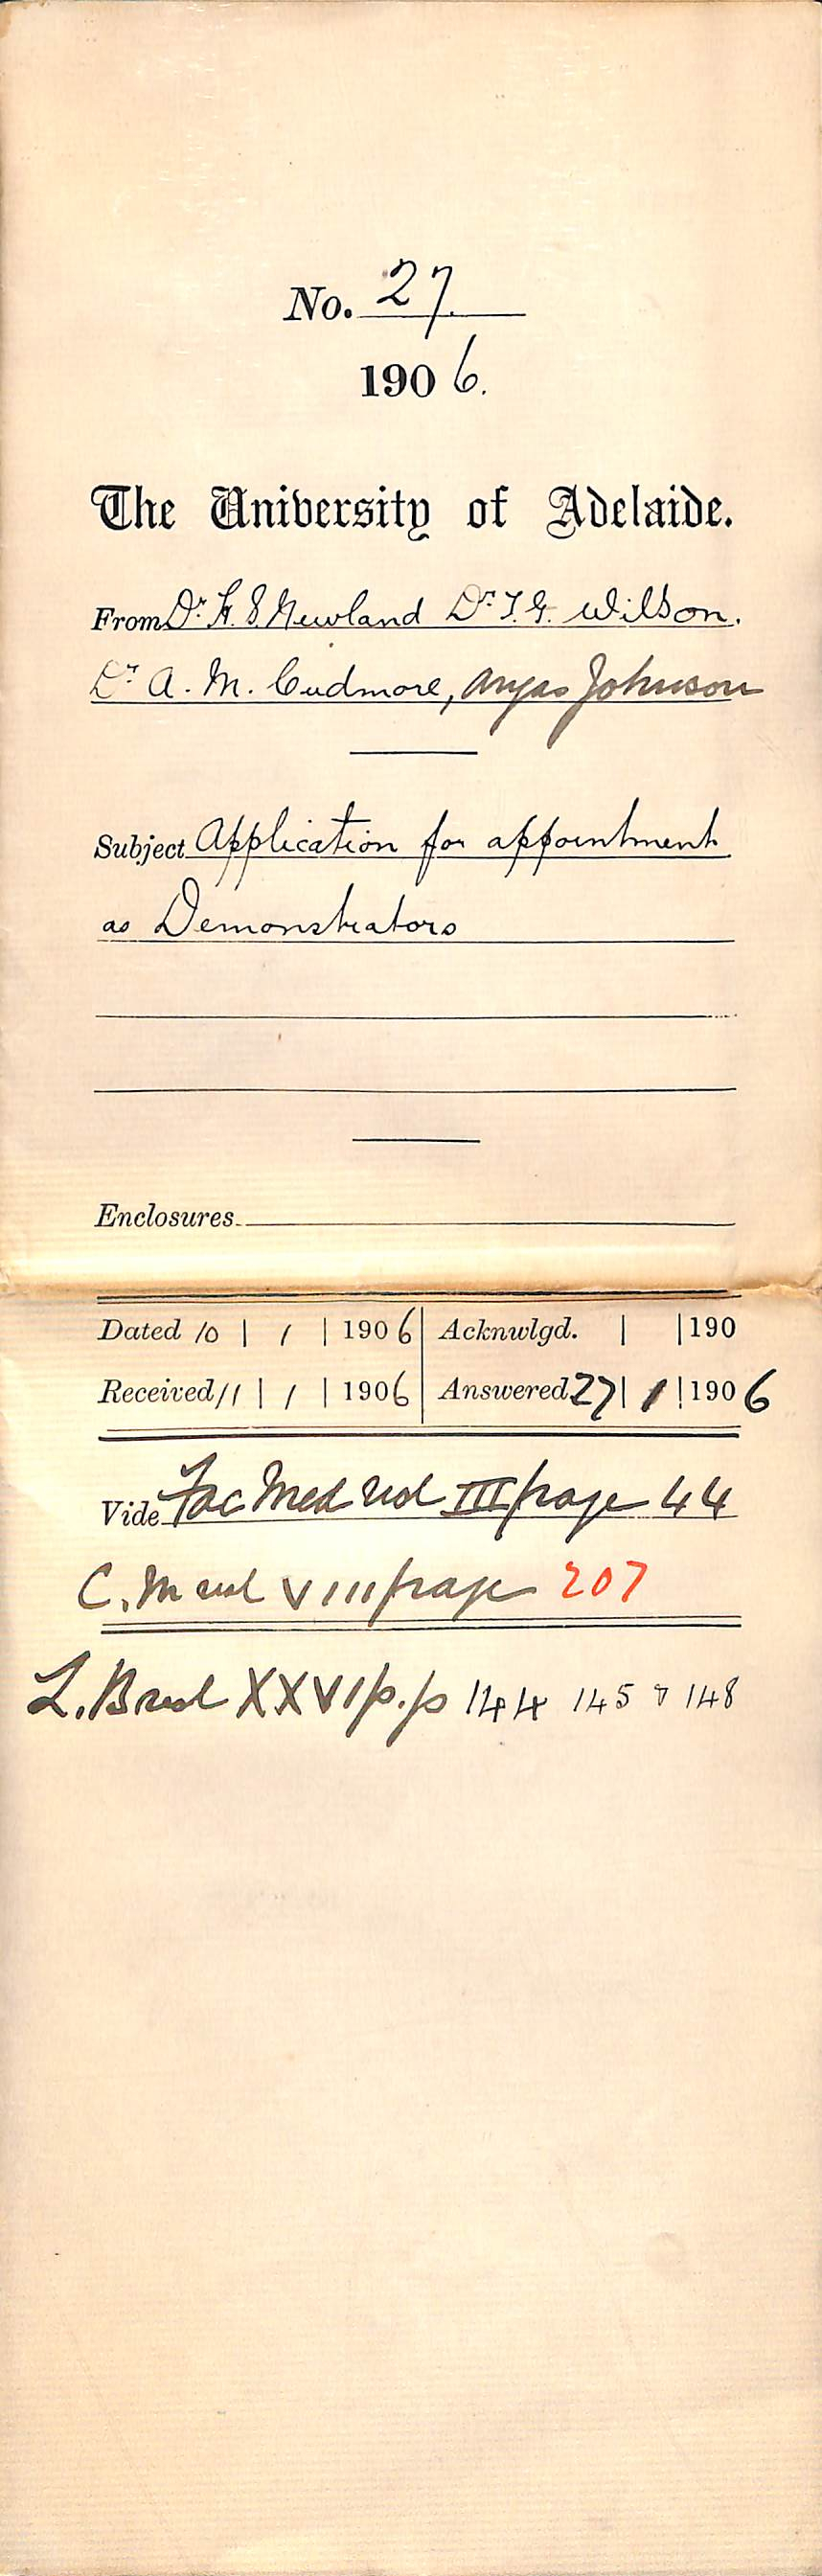 No. 27.
1906.
The University of Adelaide.
From Dr. H. S. Newland Dr. T. G. Wilson.
Dr. A. M. Cudmore, Angas Johnson
Subject Application for appointment
as Demonstrators
Enclosures
Dated 10 | 1 | 1906 Acknwlgd. | | 190
Received 11 | 1 | 1906 Answered 27 | 1 | 1906
Vide Fac Med vol III page 44
C. M vol VIII page 207
L. B vol XXVI p.p 144 145 & 148